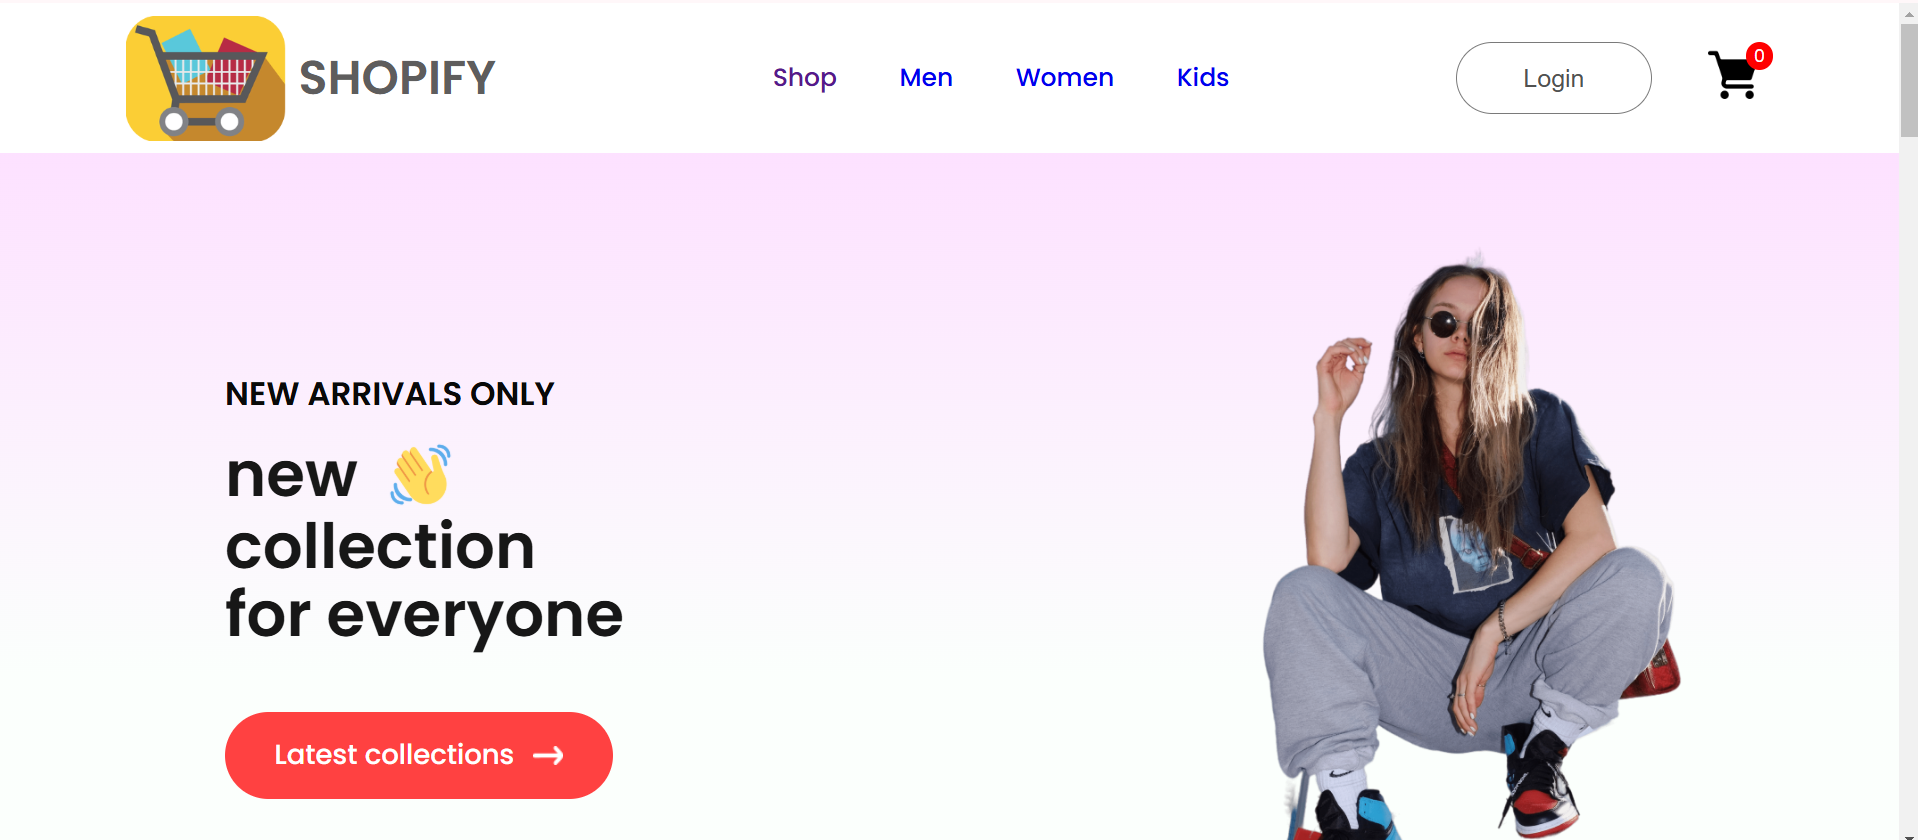 SHOPIFY
Shop Men Women Kids
Login
0
NEW ARRIVALS ONLY
new 👋
collection
for everyone
Latest collections →